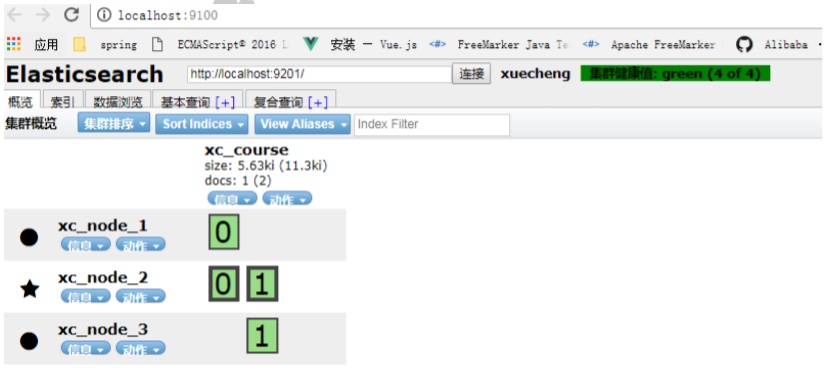 localhost:9100
应用 spring ECMAScript® 2016 L 安装 — Vue.js FreeMarker Java Te Apache FreeMarker Alibaba
Elasticsearch http://localhost:9201/ 连接 xuecheng 集群健康值: green (4 of 4)
概览 索引 数据浏览 基本查询 [+] 复合查询 [+]
集群概览 集群排序 Sort Indices View Aliases Index Filter
xc_course
size: 5.63ki (11.3ki)
docs: 1 (2)
信息 动作
xc_node_1 0
信息 动作
xc_node_2 0 1
信息 动作
xc_node_3 1
信息 动作